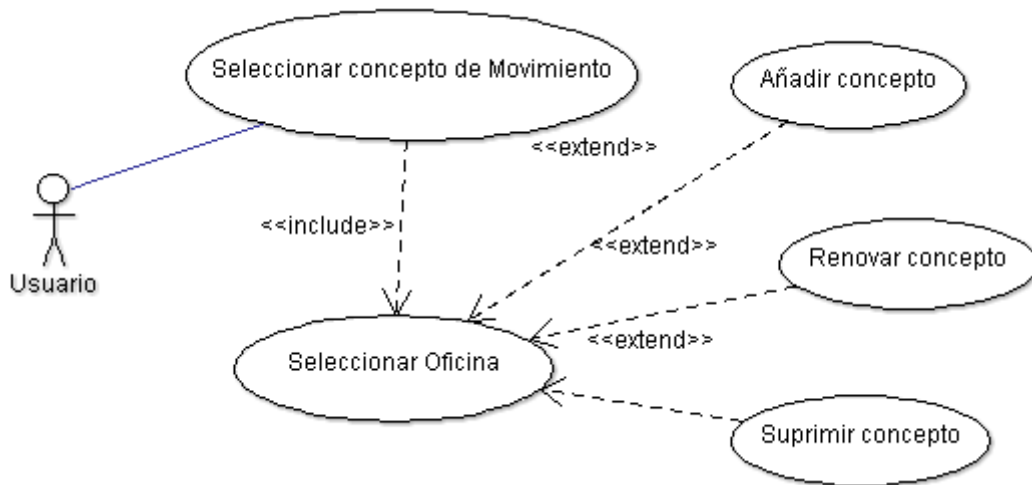 Seleccionar concepto de Movimiento
Añadir concepto
<<extend>>
<<include>>
<<extend>>
Renovar concepto
Usuario
<<extend>>
Seleccionar Oficina
Suprimir concepto